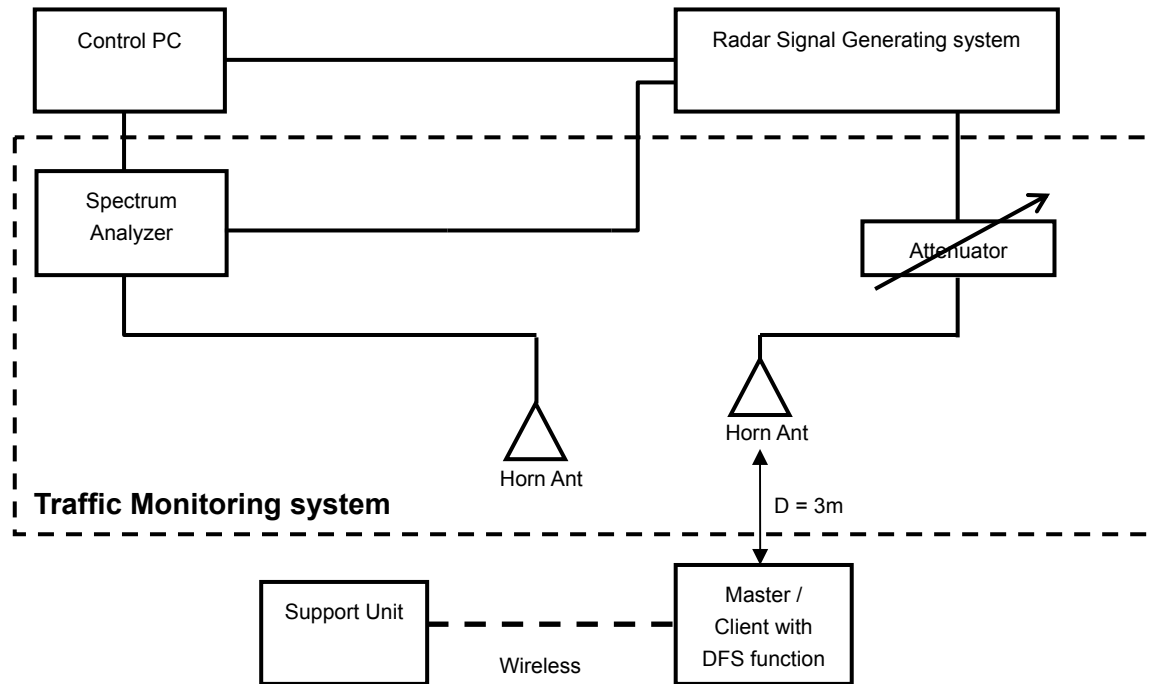 Control PC
Radar Signal Generating system
Spectrum
Analyzer
Attenuator
Horn Ant
Horn Ant
Traffic Monitoring system
D = 3m
Support Unit
Wireless
Master /
Client with
DFS function